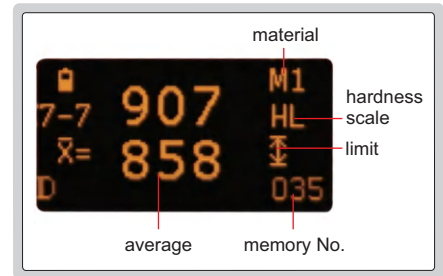 material
M1
907
7-7
HL
hardness
scale
X̄=
858
limit
D
035
average
memory No.